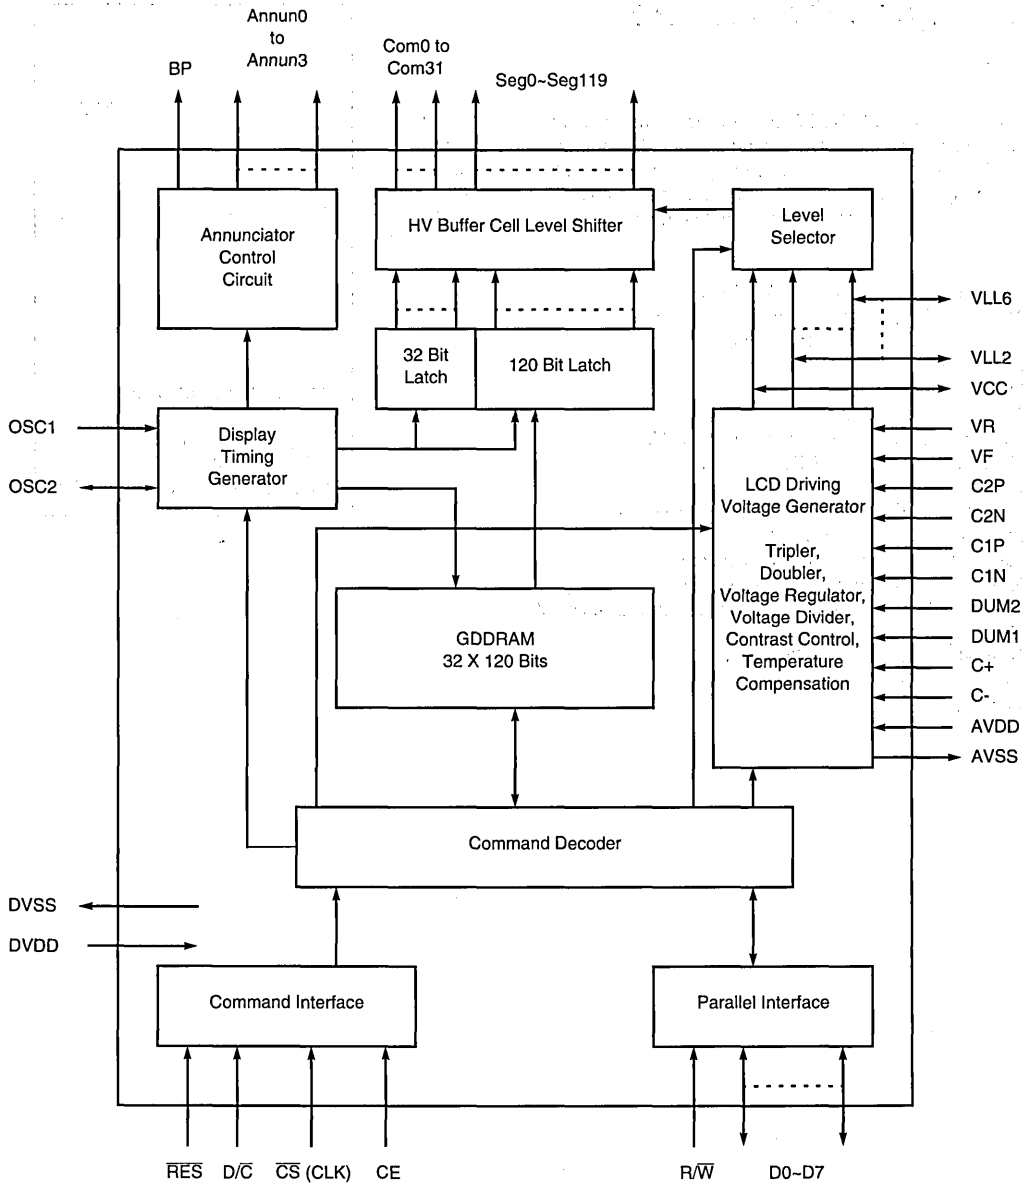 Annun0
to
Annun3
BP
Com0 to
Com31
Seg0~Seg119
Annunciator
Control
Circuit
HV Buffer Cell Level Shifter
Level
Selector
32 Bit
Latch
120 Bit Latch
VLL6
VLL2
VCC
OSC1
OSC2
Display
Timing
Generator
LCD Driving
Voltage Generator
Tripler,
Doubler,
Voltage Regulator,
Voltage Divider,
Contrast Control,
Temperature
Compensation
VR
VF
C2P
C2N
C1P
C1N
DUM2
DUM1
C+
C-
AVDD
AVSS
GDDRAM
32 X 120 Bits
Command Decoder
DVSS
DVDD
Command Interface
Parallel Interface
R̅E̅S̅
D/C̅
C̅S̅ (CLK)
CE
R/W̅
D0~D7